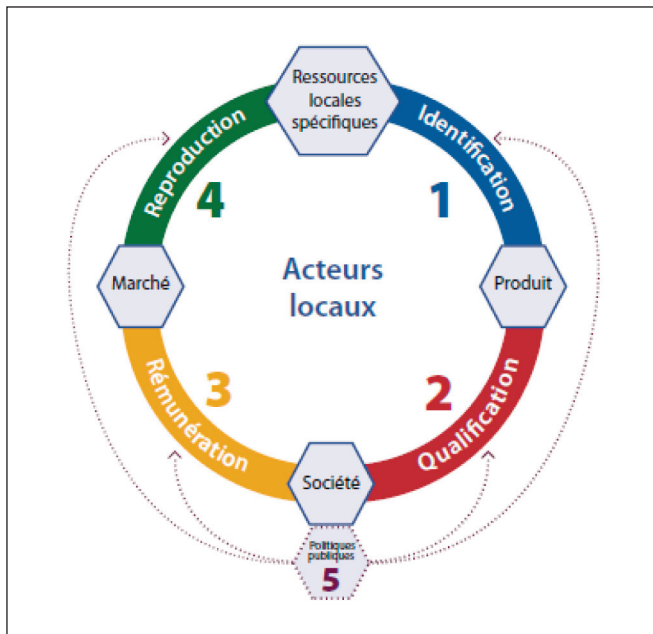 Ressources
locales
spécifiques
Identification
1
Produit
Qualification
2
Société
Rémunération
3
Marché
Reproduction
4
Acteurs
locaux
Politiques
publiques
5